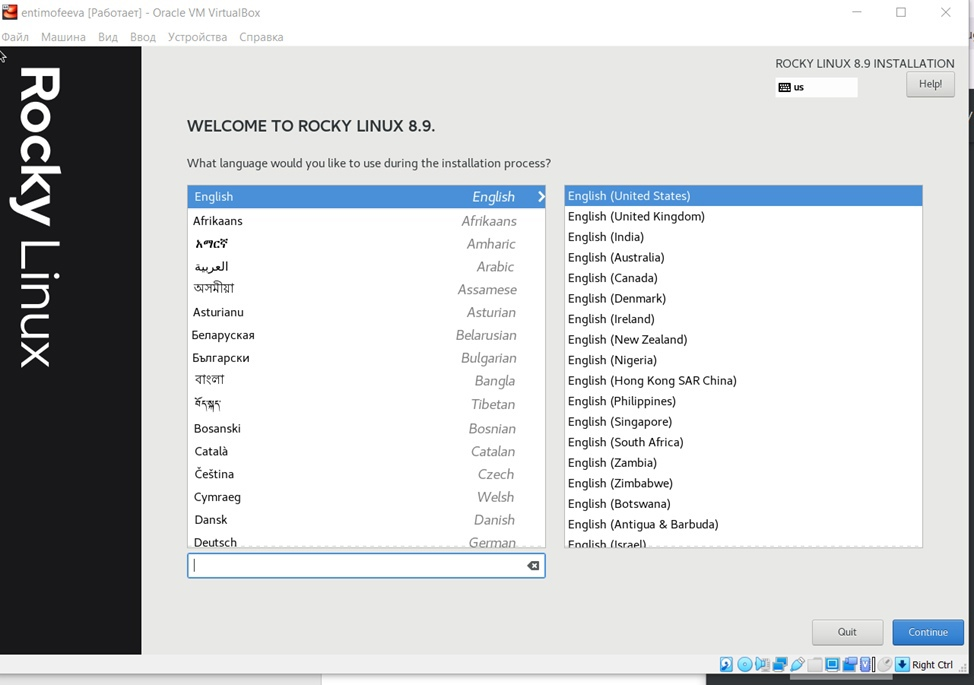 entimofeeva [Работает] - Oracle VM VirtualBox
Файл Машина Вид Ввод Устройства Справка
Rocky Linux
ROCKY LINUX 8.9 INSTALLATION
us
Help!
WELCOME TO ROCKY LINUX 8.9.
What language would you like to use during the installation process?
English English
Afrikaans Afrikaans
አማርኛ Amharic
العربية Arabic
অসমীয়া Assamese
Asturianu Asturian
Беларуская Belarusian
Български Bulgarian
বাংলা Bangla
བོད་སྐད་ Tibetan
Bosanski Bosnian
Català Catalan
Čeština Czech
Cymraeg Welsh
Dansk Danish
Deutsch German
English (United States)
English (United Kingdom)
English (India)
English (Australia)
English (Canada)
English (Denmark)
English (Ireland)
English (New Zealand)
English (Nigeria)
English (Hong Kong SAR China)
English (Philippines)
English (Singapore)
English (South Africa)
English (Zambia)
English (Zimbabwe)
English (Botswana)
English (Antigua & Barbuda)
English (Israel)
Quit
Continue
Right Ctrl